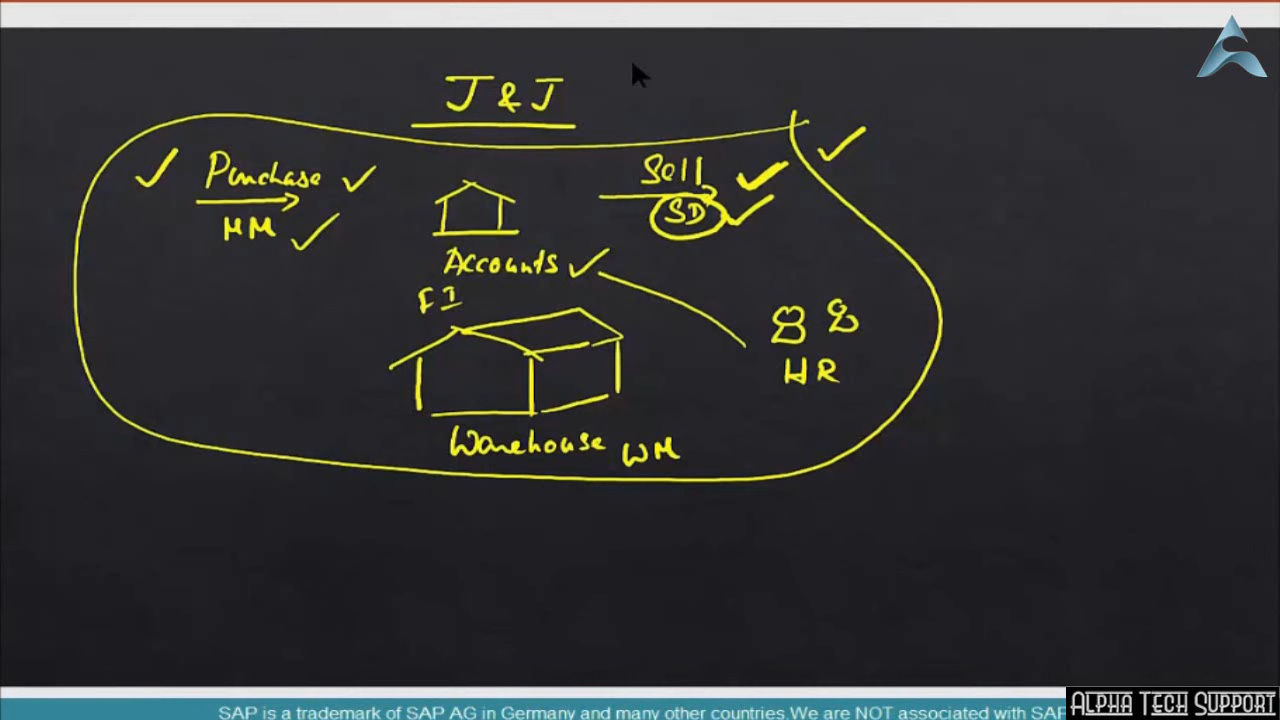 J & J
Purchase
MM
Sell
SD
Accounts
FI
HR
Warehouse WM
SAP is a trademark of SAP AG in Germany and many other countries.We are NOT associated with SAP
Alpha Tech Support